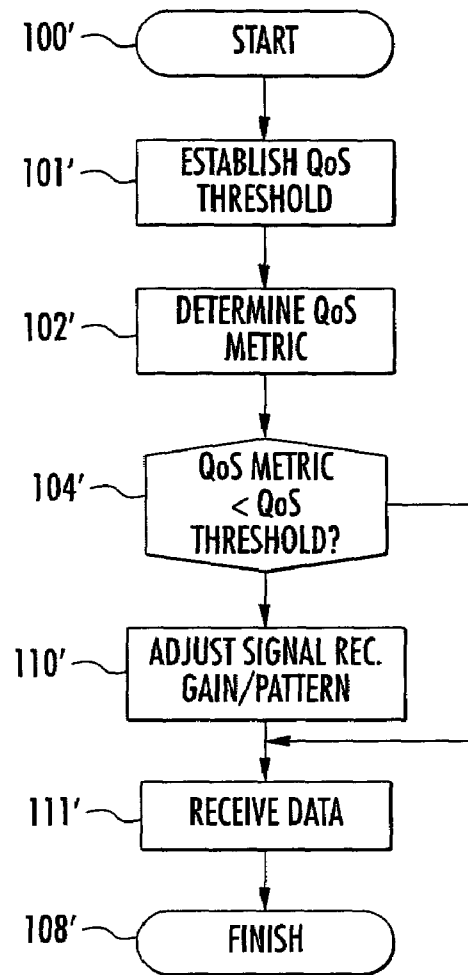 100'
START
101'
ESTABLISH QoS
THRESHOLD
102'
DETERMINE QoS
METRIC
104'
QoS METRIC
< QoS
THRESHOLD?
110'
ADJUST SIGNAL REC.
GAIN/PATTERN
111'
RECEIVE DATA
108'
FINISH